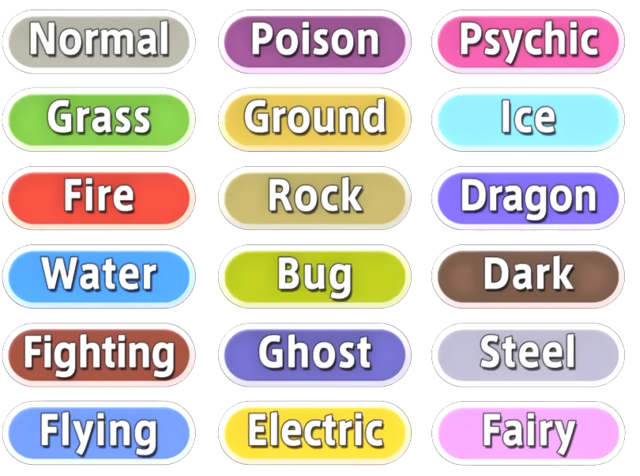 Normal
Poison
Psychic
Grass
Ground
Ice
Fire
Rock
Dragon
Water
Bug
Dark
Fighting
Ghost
Steel
Flying
Electric
Fairy